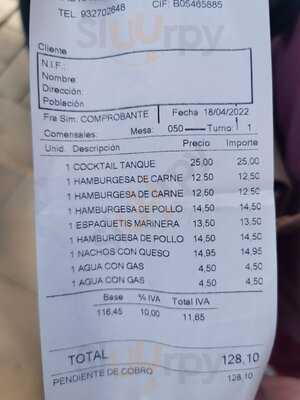 TEL. 932702848 CIF: B05465885
Cliente
N.I.F.:
Nombre:
Dirección:
Población
Fra Sim. COMPROBANTE Fecha 18/04/2022
Comensales: Mesa: 050 Turno: 1
Unid. Descripción Precio Importe
1 COCKTAIL TANQUE 25,00 25,00
1 HAMBURGESA DE CARNE 12,50 12,50
1 HAMBURGESA DE CARNE 12,50 12,50
1 HAMBURGESA DE POLLO 14,50 14,50
1 ESPAGUETIS MARINERA 13,50 13,50
1 HAMBURGESA DE POLLO 14,50 14,50
1 NACHOS CON QUESO 14,95 14,95
1 AGUA CON GAS 4,50 4,50
1 AGUA CON GAS 4,50 4,50
Base % IVA Total IVA
116,45 10,00 11,65
TOTAL 128,10
PENDIENTE DE COBRO 128,10
sluurpy
sluurpy